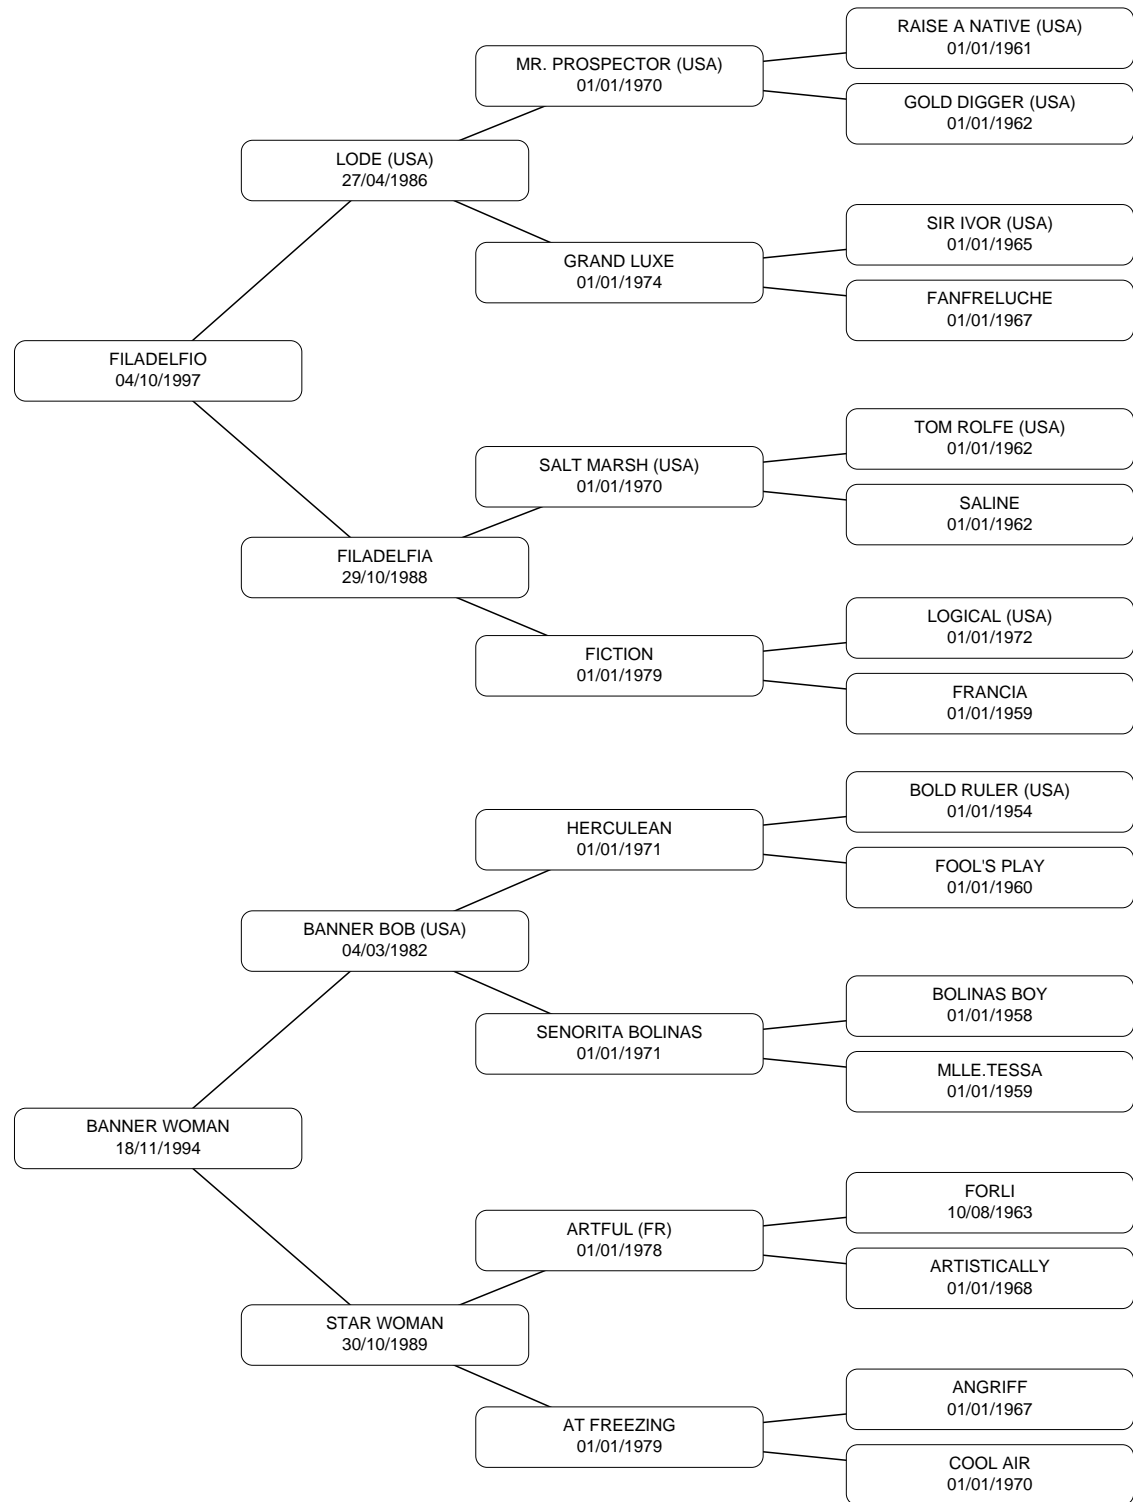 RAISE A NATIVE (USA)
01/01/1961
MR. PROSPECTOR (USA)
01/01/1970
GOLD DIGGER (USA)
01/01/1962
LODE (USA)
27/04/1986
SIR IVOR (USA)
01/01/1965
GRAND LUXE
01/01/1974
FANFRELUCHE
01/01/1967
FILADELFIO
04/10/1997
TOM ROLFE (USA)
01/01/1962
SALT MARSH (USA)
01/01/1970
SALINE
01/01/1962
FILADELFIA
29/10/1988
LOGICAL (USA)
01/01/1972
FICTION
01/01/1979
FRANCIA
01/01/1959
BOLD RULER (USA)
01/01/1954
HERCULEAN
01/01/1971
FOOL'S PLAY
01/01/1960
BANNER BOB (USA)
04/03/1982
BOLINAS BOY
01/01/1958
SENORITA BOLINAS
01/01/1971
MLLE.TESSA
01/01/1959
BANNER WOMAN
18/11/1994
FORLI
10/08/1963
ARTFUL (FR)
01/01/1978
ARTISTICALLY
01/01/1968
STAR WOMAN
30/10/1989
ANGRIFF
01/01/1967
AT FREEZING
01/01/1979
COOL AIR
01/01/1970